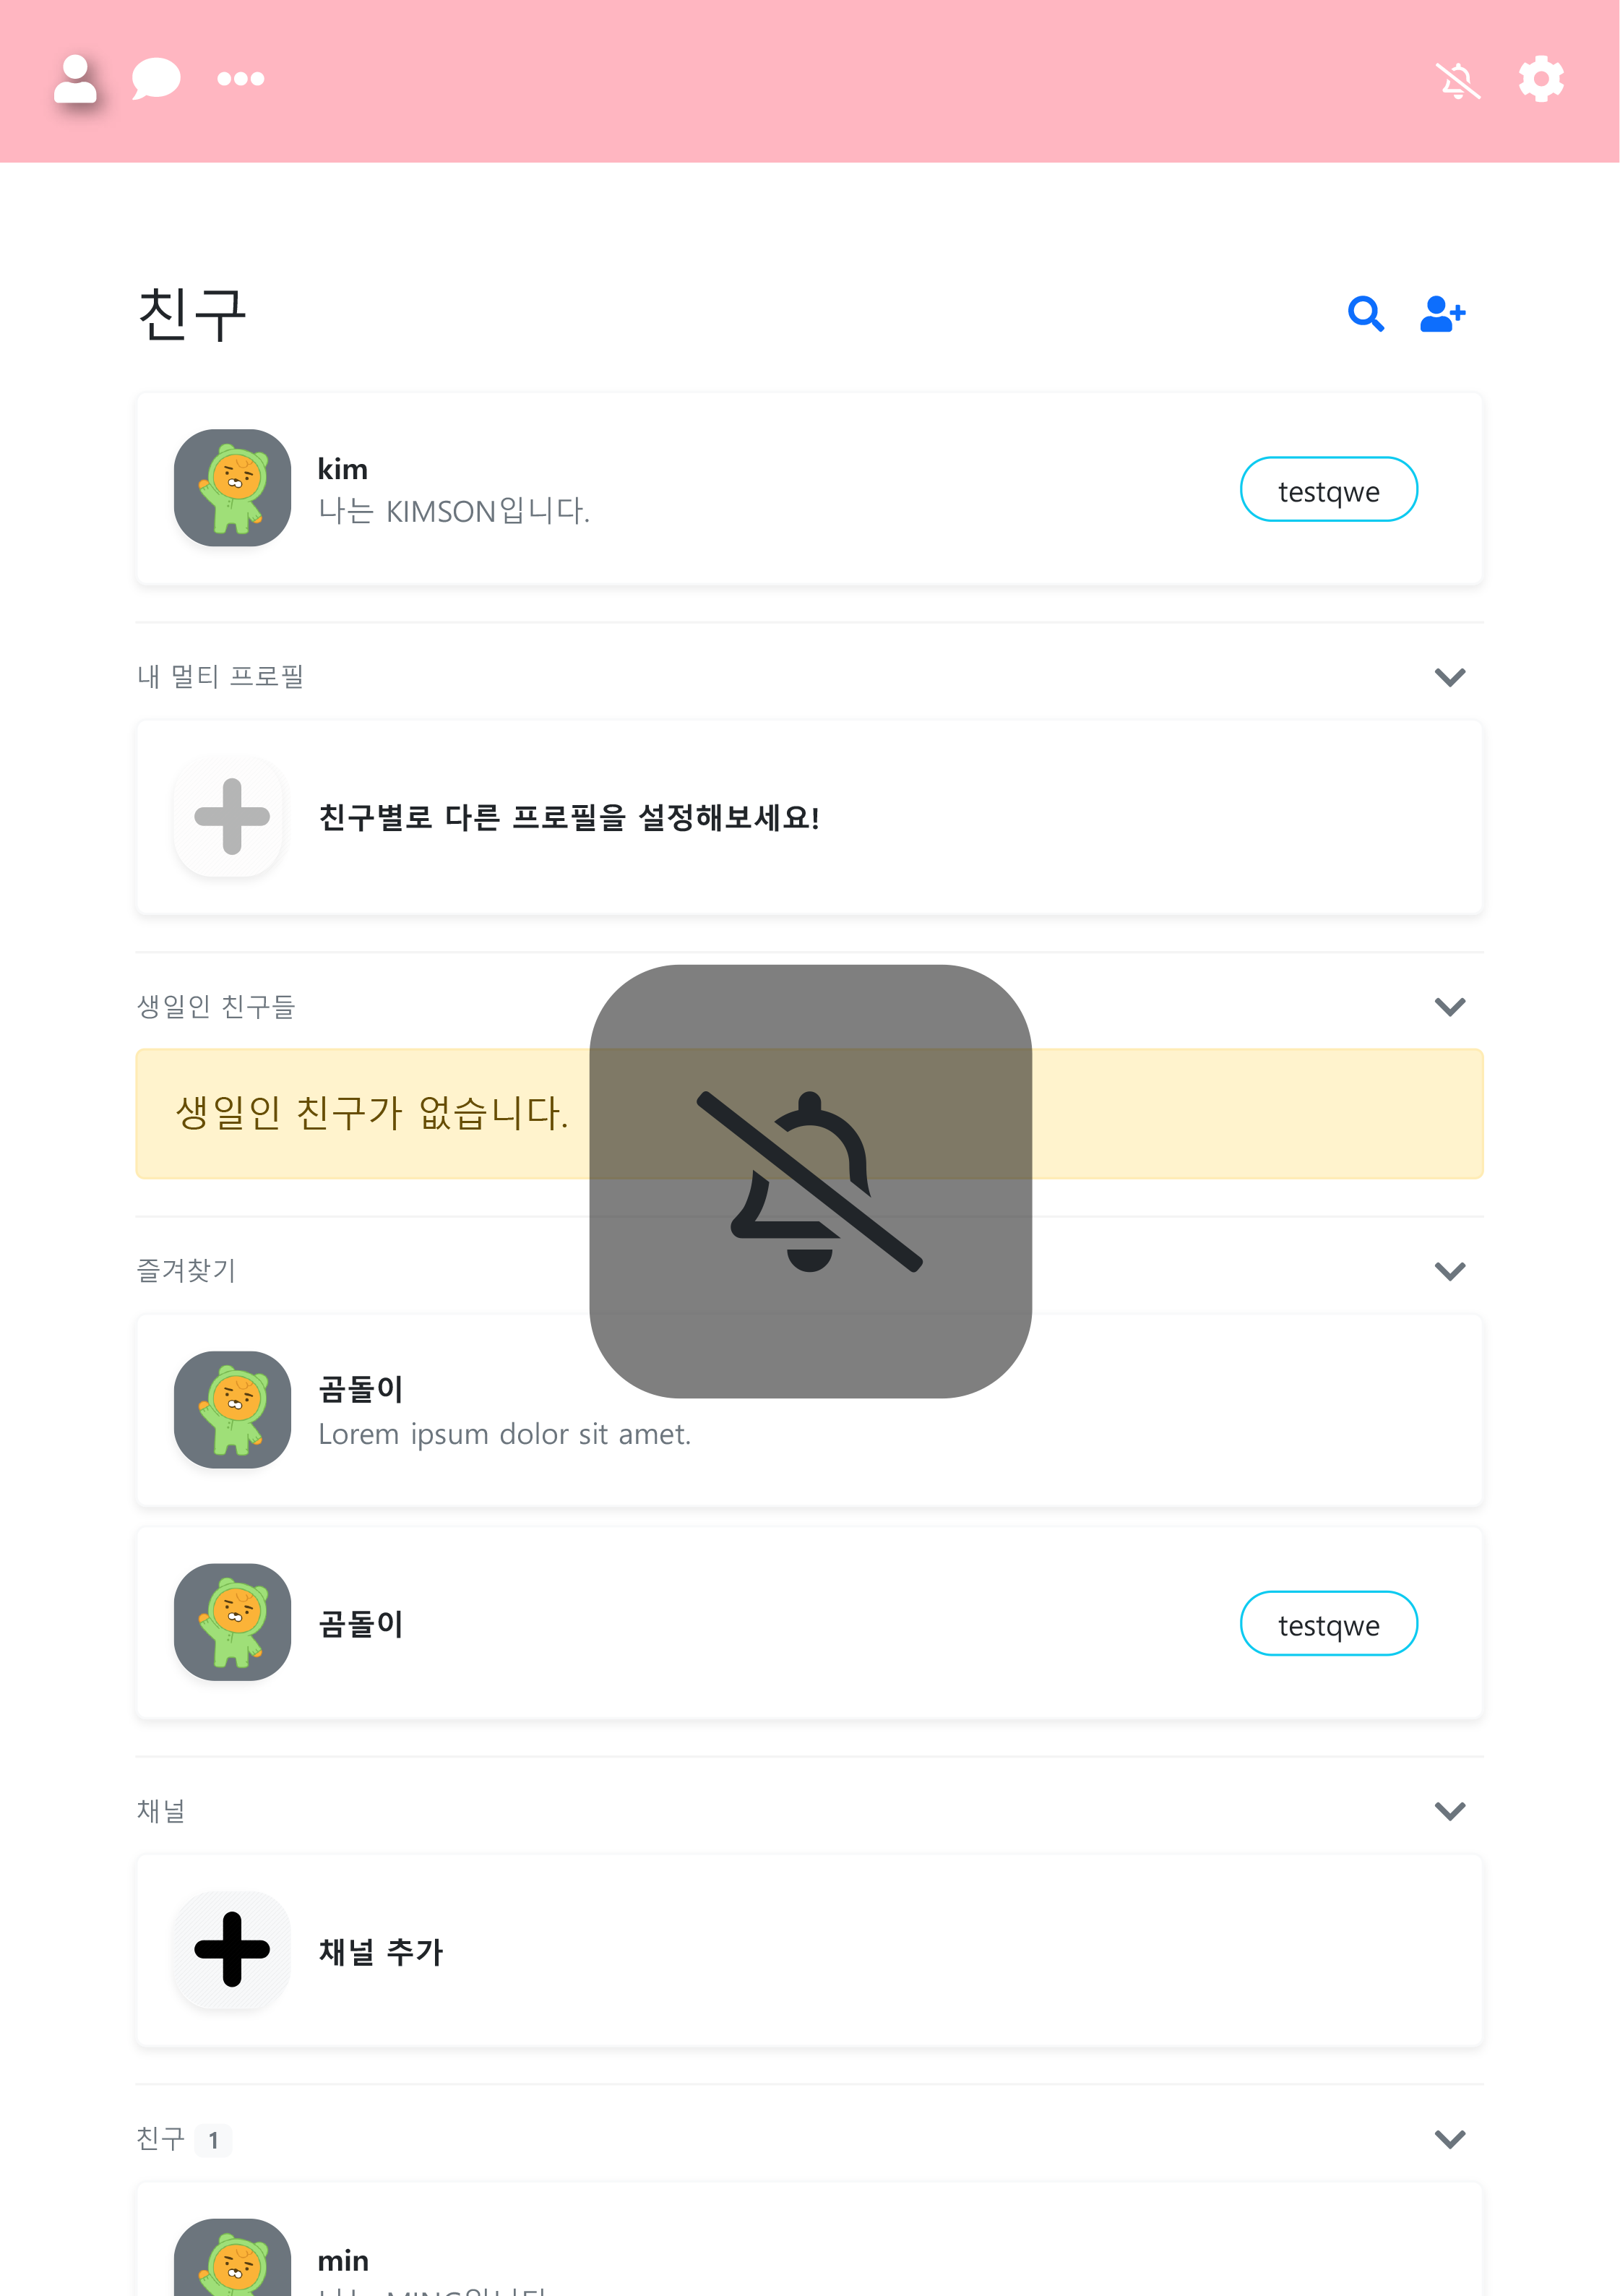 친구
kim
나는 KIMSON입니다.
testqwe
내 멀티 프로필
친구별로 다른 프로필을 설정해보세요!
생일인 친구들
생일인 친구가 없습니다.
즐겨찾기
곰돌이
Lorem ipsum dolor sit amet.
곰돌이
testqwe
채널
채널 추가
친구 1
min